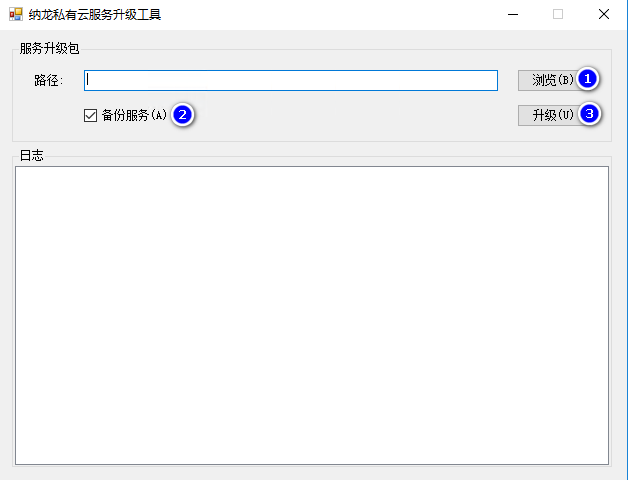 纳龙私有云服务升级工具
服务升级包
路径:
浏览(B) 1
备份服务(A) 2
升级(U) 3
日志